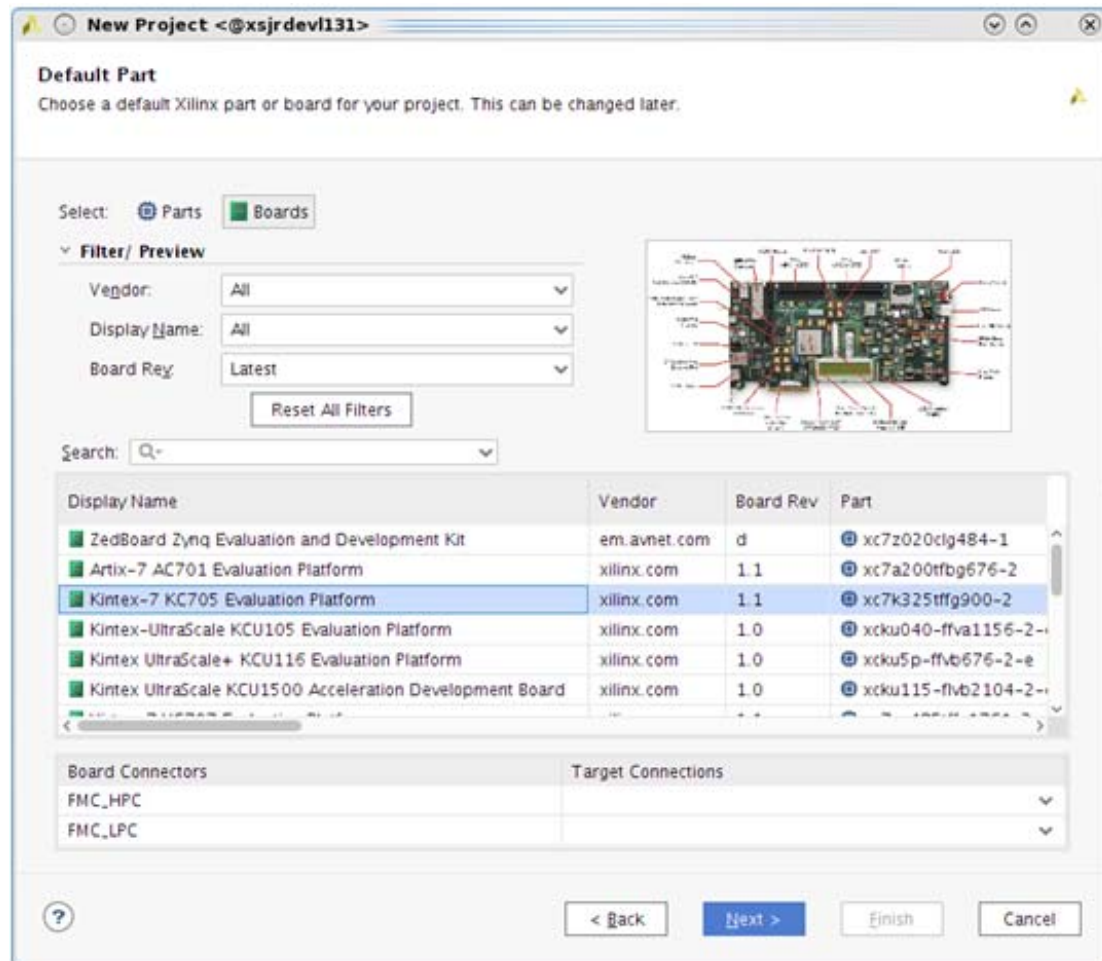 New Project <@xsjrdevl131>
Default Part
Choose a default Xilinx part or board for your project. This can be changed later.
Select: Parts Boards
Filter/ Preview
Vendor: All
Display Name: All
Board Rev: Latest
Reset All Filters
Search:
Display Name Vendor Board Rev Part
ZedBoard Zynq Evaluation and Development Kit em.avnet.com d xc7z020clg484-1
Artix-7 AC701 Evaluation Platform xilinx.com 1.1 xc7a200tfbg676-2
Kintex-7 KC705 Evaluation Platform xilinx.com 1.1 xc7k325tffg900-2
Kintex-UltraScale KCU105 Evaluation Platform xilinx.com 1.0 xcku040-ffva1156-2-
Kintex UltraScale+ KCU116 Evaluation Platform xilinx.com 1.0 xcku5p-ffvb676-2-e
Kintex UltraScale KCU1500 Acceleration Development Board xilinx.com 1.0 xcku115-flvb2104-2-
Board Connectors Target Connections
FMC_HPC
FMC_LPC
? < Back Next > Finish Cancel